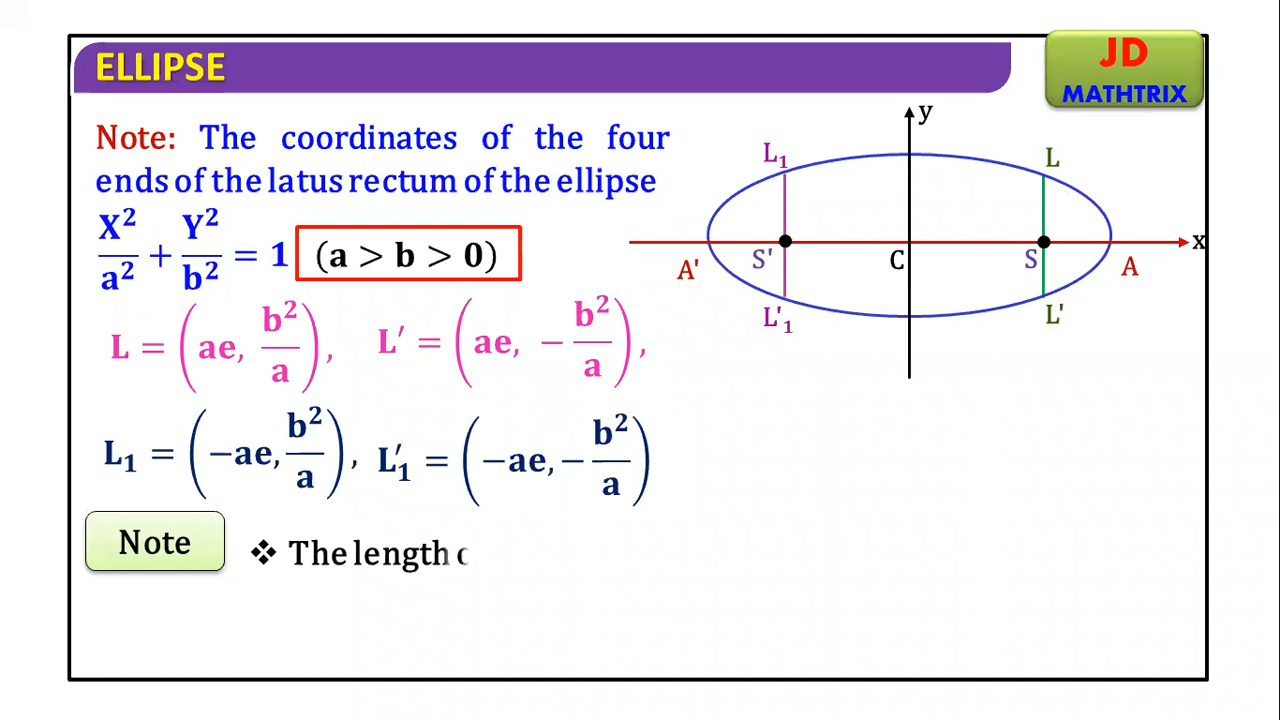 ELLIPSE
JD
MATHTRIX
Note: The coordinates of the four
ends of the latus rectum of the ellipse
X²/a² + Y²/b² = 1 (a > b > 0)
L = (ae, b²/a), L′ = (ae, −b²/a),
L₁ = (−ae, b²/a), L′₁ = (−ae, −b²/a)
Note
❖ The length
y
L₁
L
x
S'
C
S
A'
A
L'₁
L'